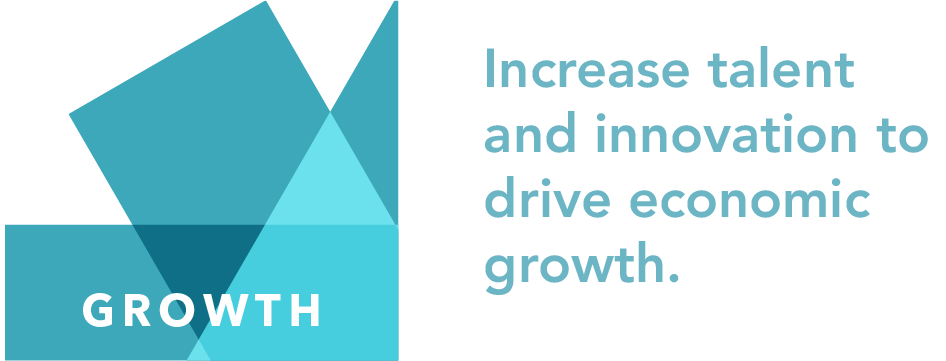 GROWTH
Increase talent
and innovation to
drive economic
growth.